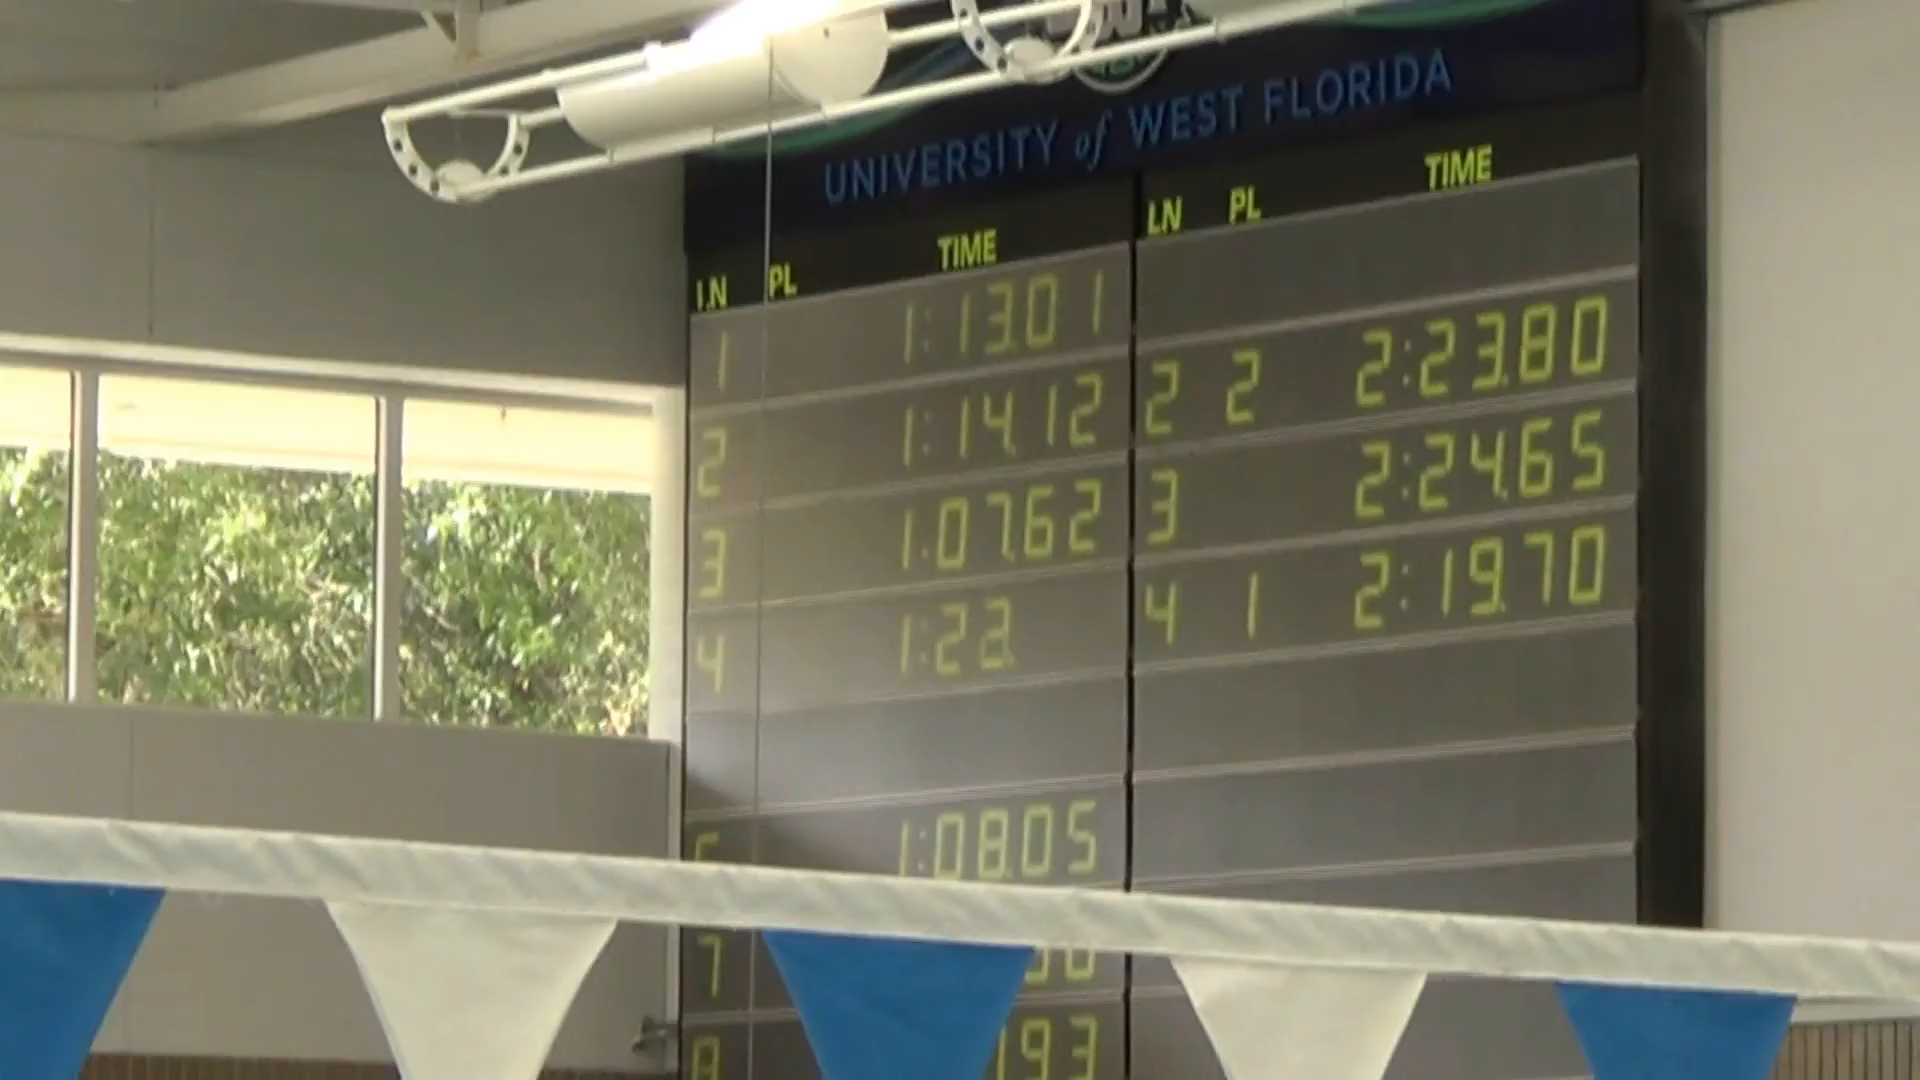 UNIVERSITY of WEST FLORIDA
LN PL TIME
1 1:13.01
2 1:14.12
3 1:07.62
4 1:22.
1:08.05
7
8 93
LN PL TIME
2 2 2:23.80
3 2:24.65
4 1 2:19.70